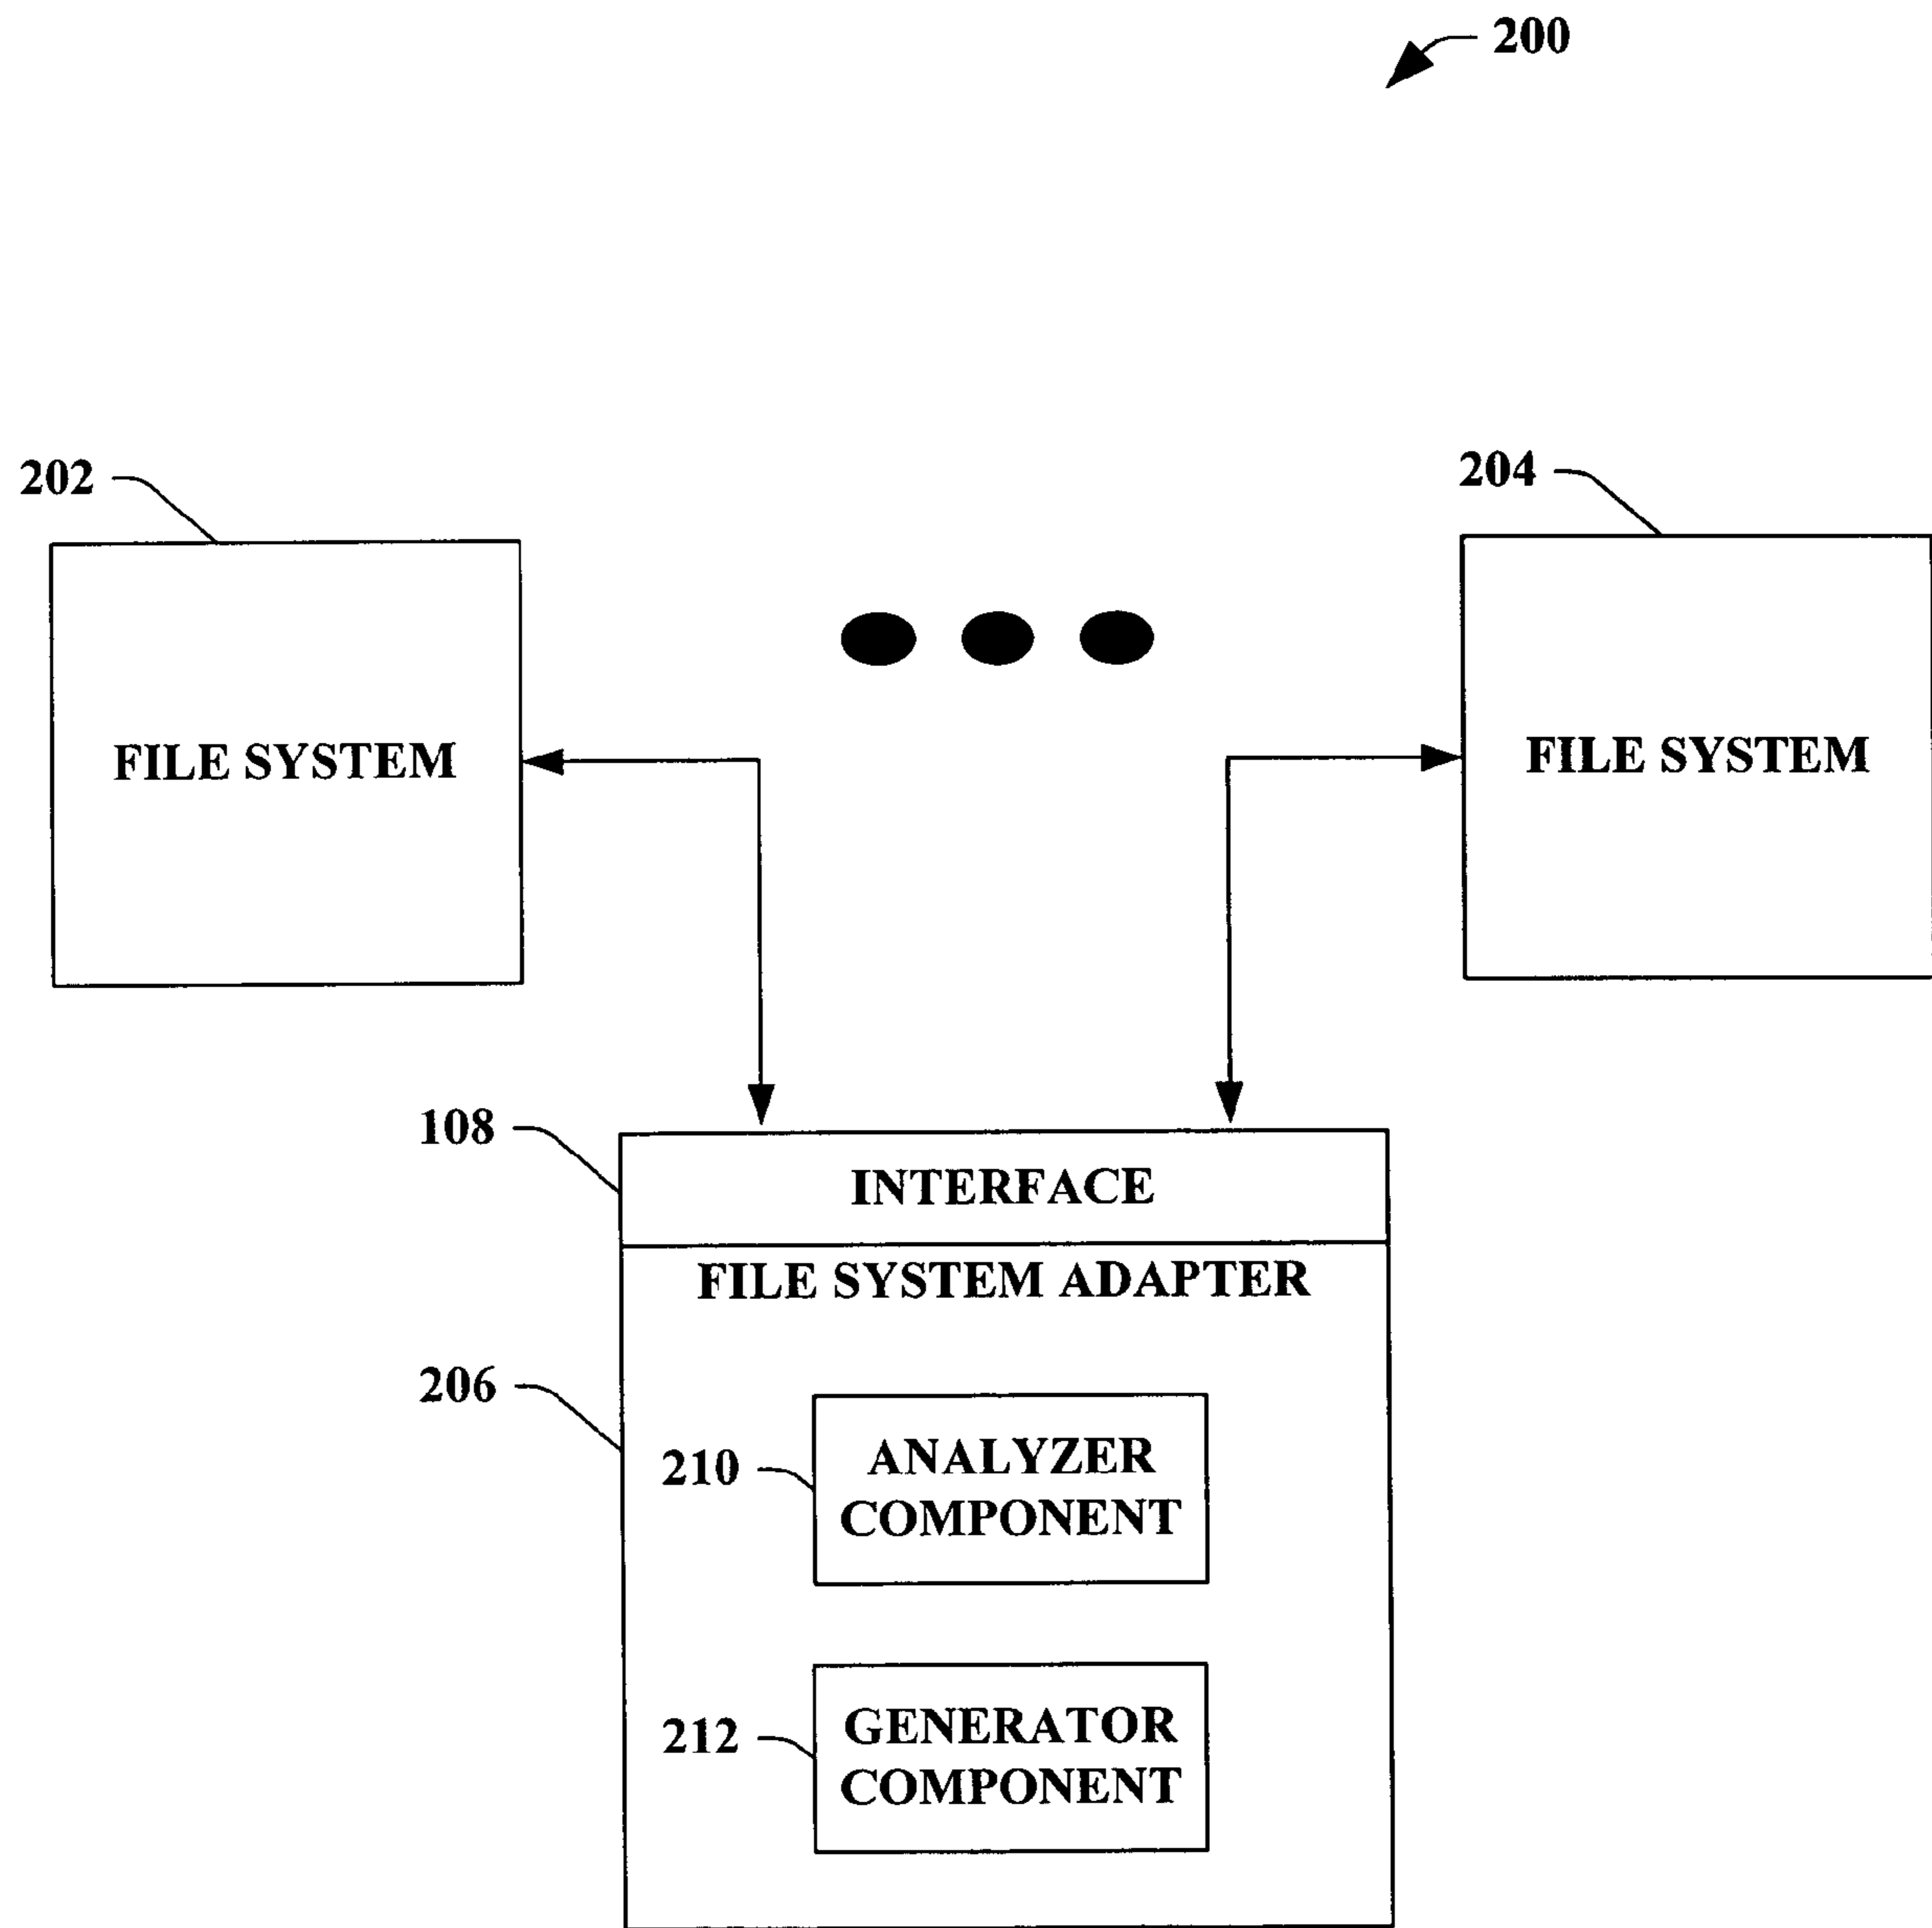 200
202
204
FILE SYSTEM
FILE SYSTEM
108
INTERFACE
FILE SYSTEM ADAPTER
206
210
ANALYZER
COMPONENT
212
GENERATOR
COMPONENT